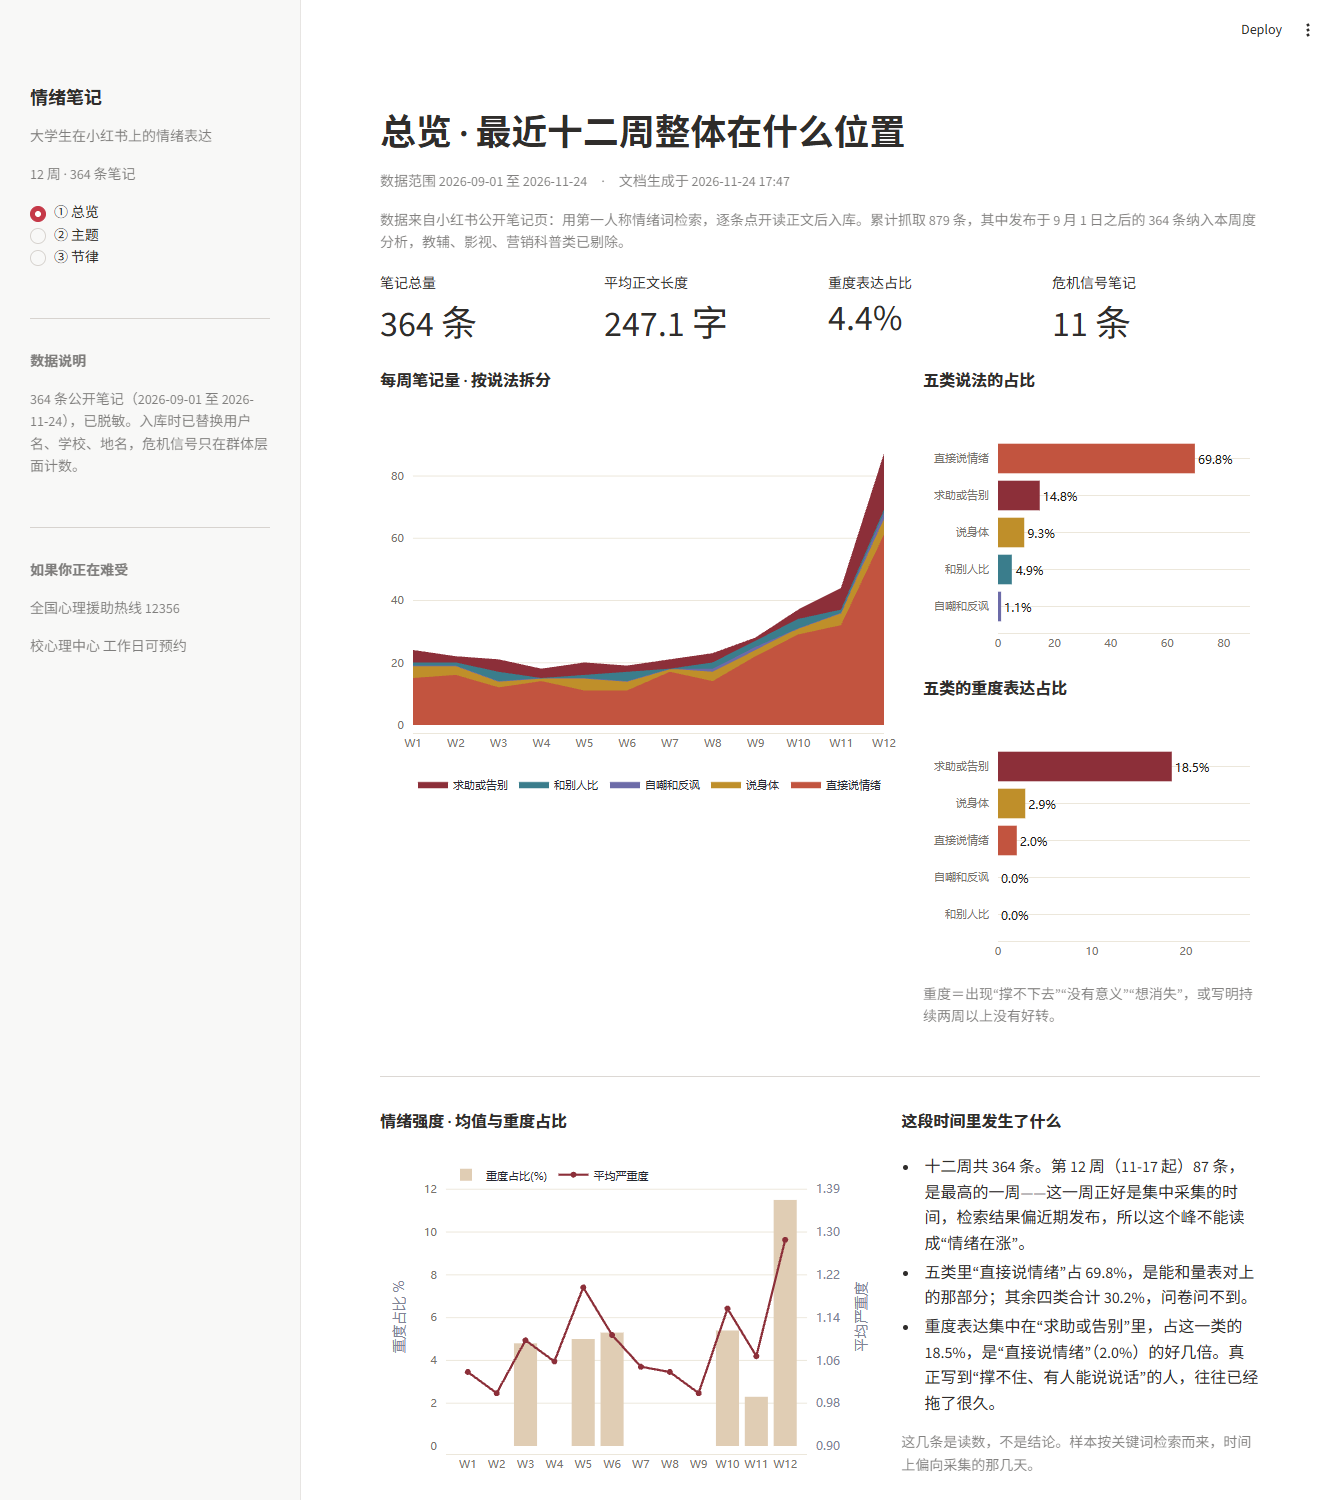 Deploy
情绪笔记
大学生在小红书上的情绪表达
12 周 · 364 条笔记
① 总览
② 主题
③ 节律
数据说明
364 条公开笔记（2026-09-01 至 2026-
11-24），已脱敏。入库时已替换用户
名、学校、地名，危机信号只在群体层
面计数。
如果你正在难受
全国心理援助热线 12356
校心理中心 工作日可预约
总览 · 最近十二周整体在什么位置
数据范围 2026-09-01 至 2026-11-24 · 文档生成于 2026-11-24 17:47
数据来自小红书公开笔记页：用第一人称情绪词检索，逐条点开读正文后入库。累计抓取 879 条，其中发布于 9 月 1 日之后的 364 条纳入本周度
分析，教辅、影视、营销科普类已剔除。
笔记总量
364 条
平均正文长度
247.1 字
重度表达占比
4.4%
危机信号笔记
11 条
每周笔记量 · 按说法拆分
80
60
40
20
0
W1 W2 W3 W4 W5 W6 W7 W8 W9 W10 W11 W12
求助或告别 和别人比 自嘲和反讽 说身体 直接说情绪
五类说法的占比
直接说情绪 69.8%
求助或告别 14.8%
说身体 9.3%
和别人比 4.9%
自嘲和反讽 1.1%
0 20 40 60 80
五类的重度表达占比
求助或告别 18.5%
说身体 2.9%
直接说情绪 2.0%
自嘲和反讽 0.0%
和别人比 0.0%
0 10 20
重度＝出现“撑不下去”“没有意义”“想消失”，或写明持
续两周以上没有好转。
情绪强度 · 均值与重度占比
重度占比(%) 平均严重度
12 1.39
10 1.30
8 1.22
6 1.14
4 1.06
2 0.98
0 0.90
重度占比 %
平均严重度
W1 W2 W3 W4 W5 W6 W7 W8 W9 W10 W11 W12
这段时间里发生了什么
十二周共 364 条。第 12 周（11-17 起）87 条，
是最高的一周——这一周正好是集中采集的时
间，检索结果偏近期发布，所以这个峰不能读
成“情绪在涨”。
五类里“直接说情绪”占 69.8%，是能和量表对上
的那部分；其余四类合计 30.2%，问卷问不到。
重度表达集中在“求助或告别”里，占这一类的
18.5%，是“直接说情绪”（2.0%）的好几倍。真
正写到“撑不住、有人能说说话”的人，往往已经
拖了很久。
这几条是读数，不是结论。样本按关键词检索而来，时间
上偏向采集的那几天。